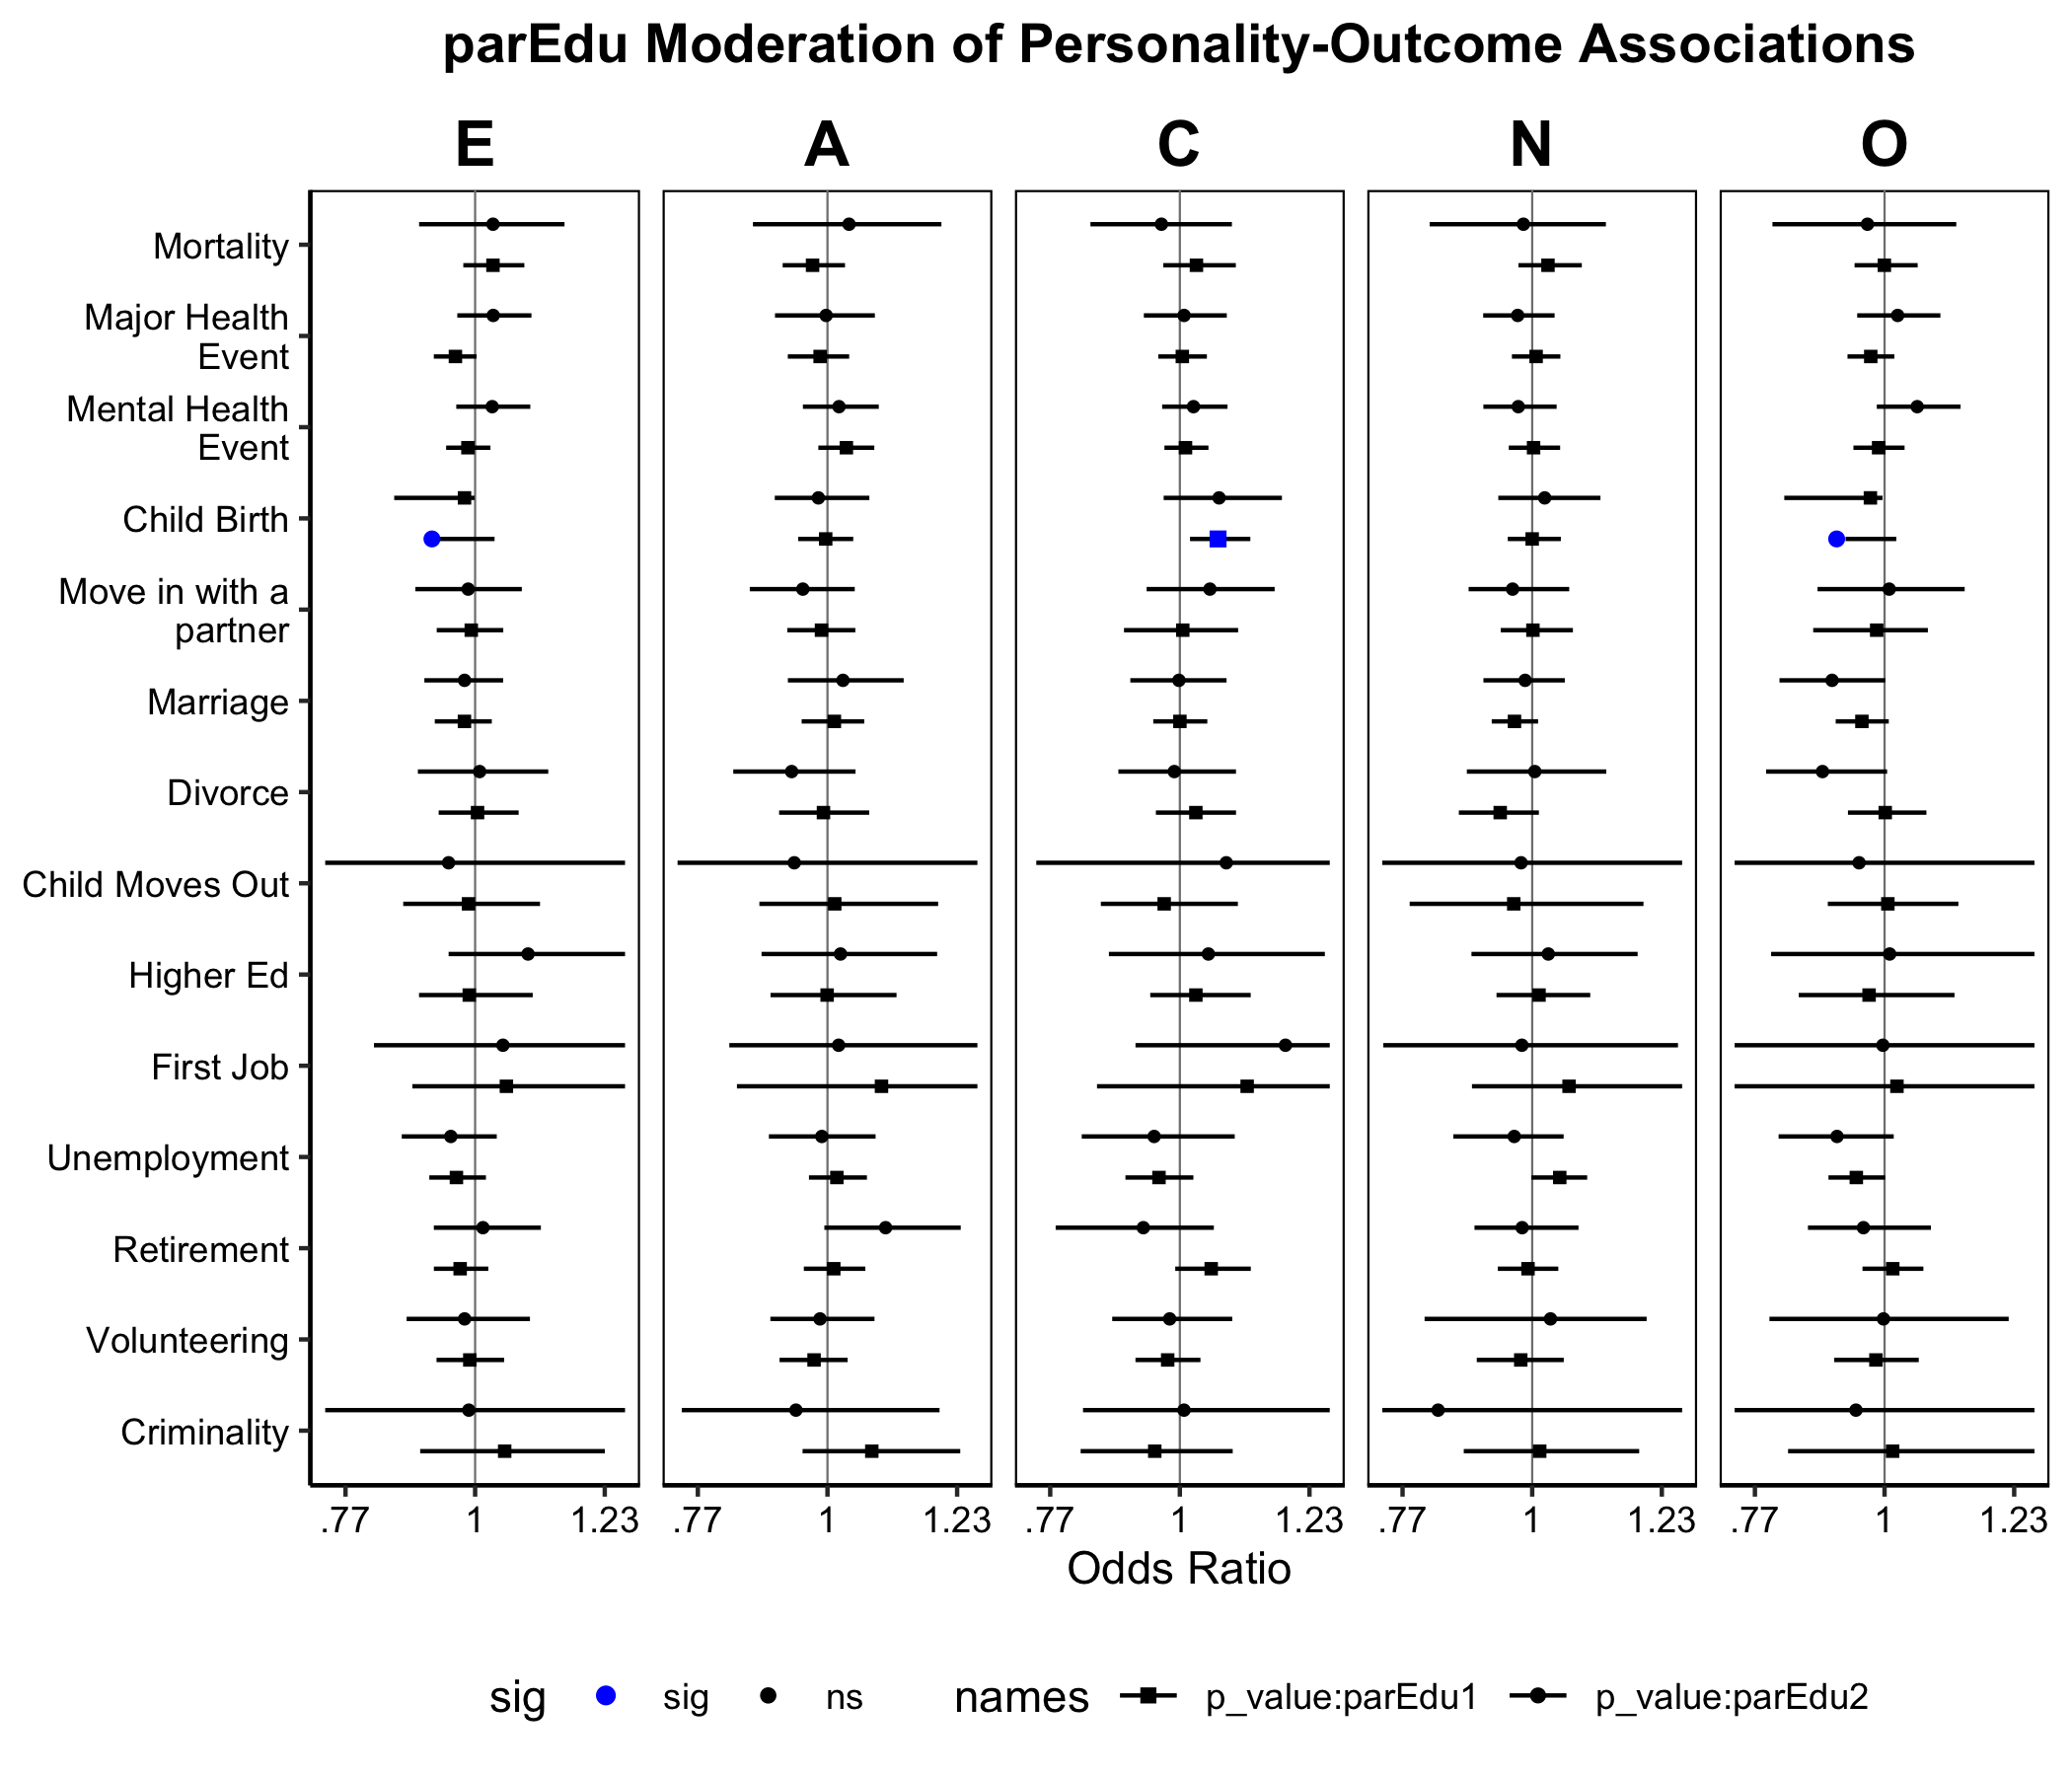 parEdu Moderation of Personality-Outcome Associations
E A C N O
Mortality
Major Health
Event
Mental Health
Event
Child Birth
Move in with a
partner
Marriage
Divorce
Child Moves Out
Higher Ed
First Job
Unemployment
Retirement
Volunteering
Criminality
.77 1 1.23 .77 1 1.23 .77 1 1.23 .77 1 1.23 .77 1 1.23
Odds Ratio
sig sig ns names p_value:parEdu1 p_value:parEdu2